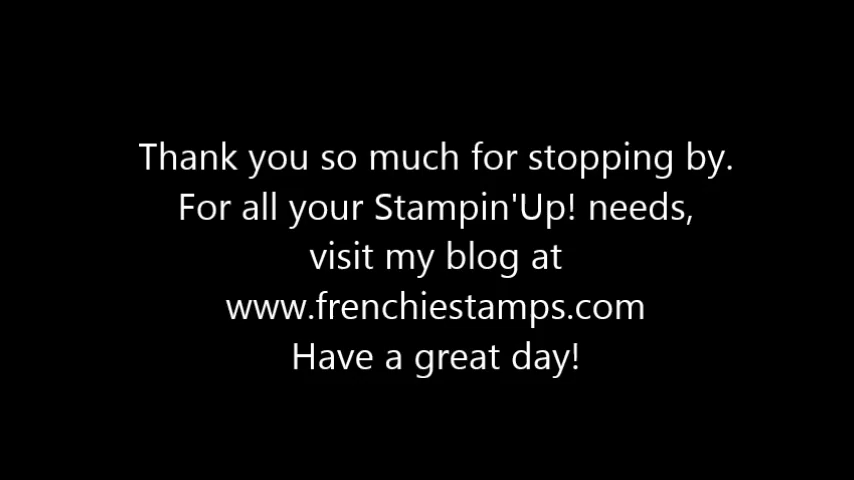 Thank you so much for stopping by.
For all your Stampin'Up! needs,
visit my blog at
www.frenchiestamps.com
Have a great day!